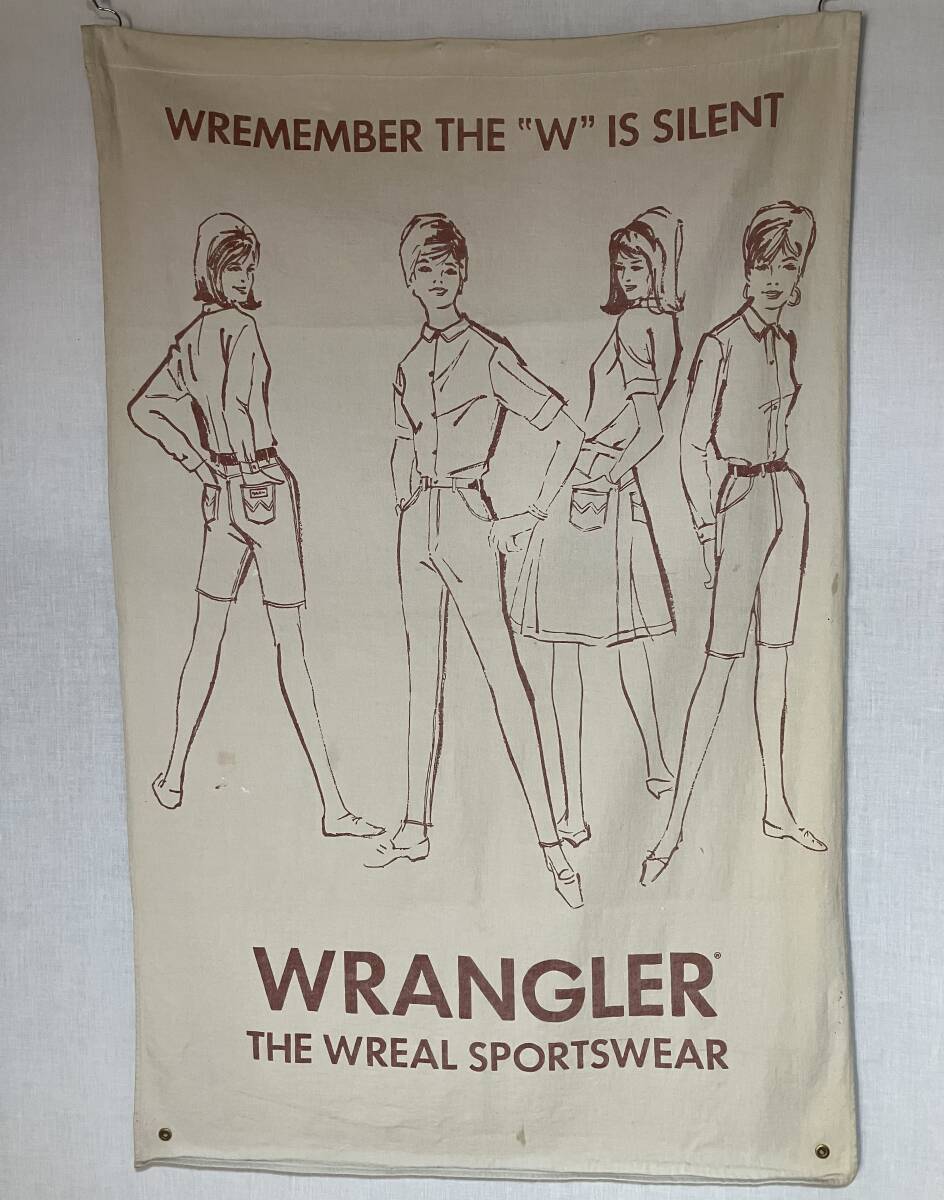 WREMEMBER THE "W" IS SILENT
WRANGLER®
THE WREAL SPORTSWEAR